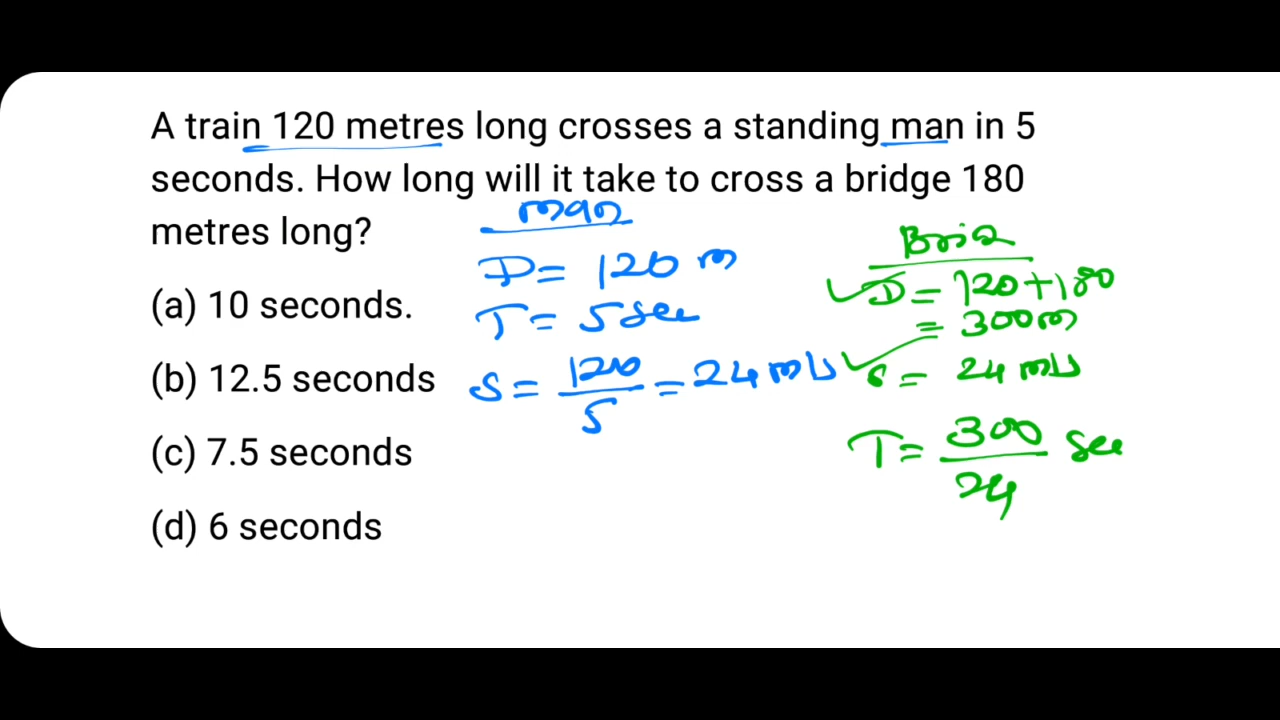 A train 120 metres long crosses a standing man in 5
seconds. How long will it take to cross a bridge 180
metres long?
(a) 10 seconds.
(b) 12.5 seconds
(c) 7.5 seconds
(d) 6 seconds
man
D = 120 m
T = 5 sec
S = 120/5 = 24 m/s
D = 120+180
= 300m
S = 24 m/s
T = 300/24 sec